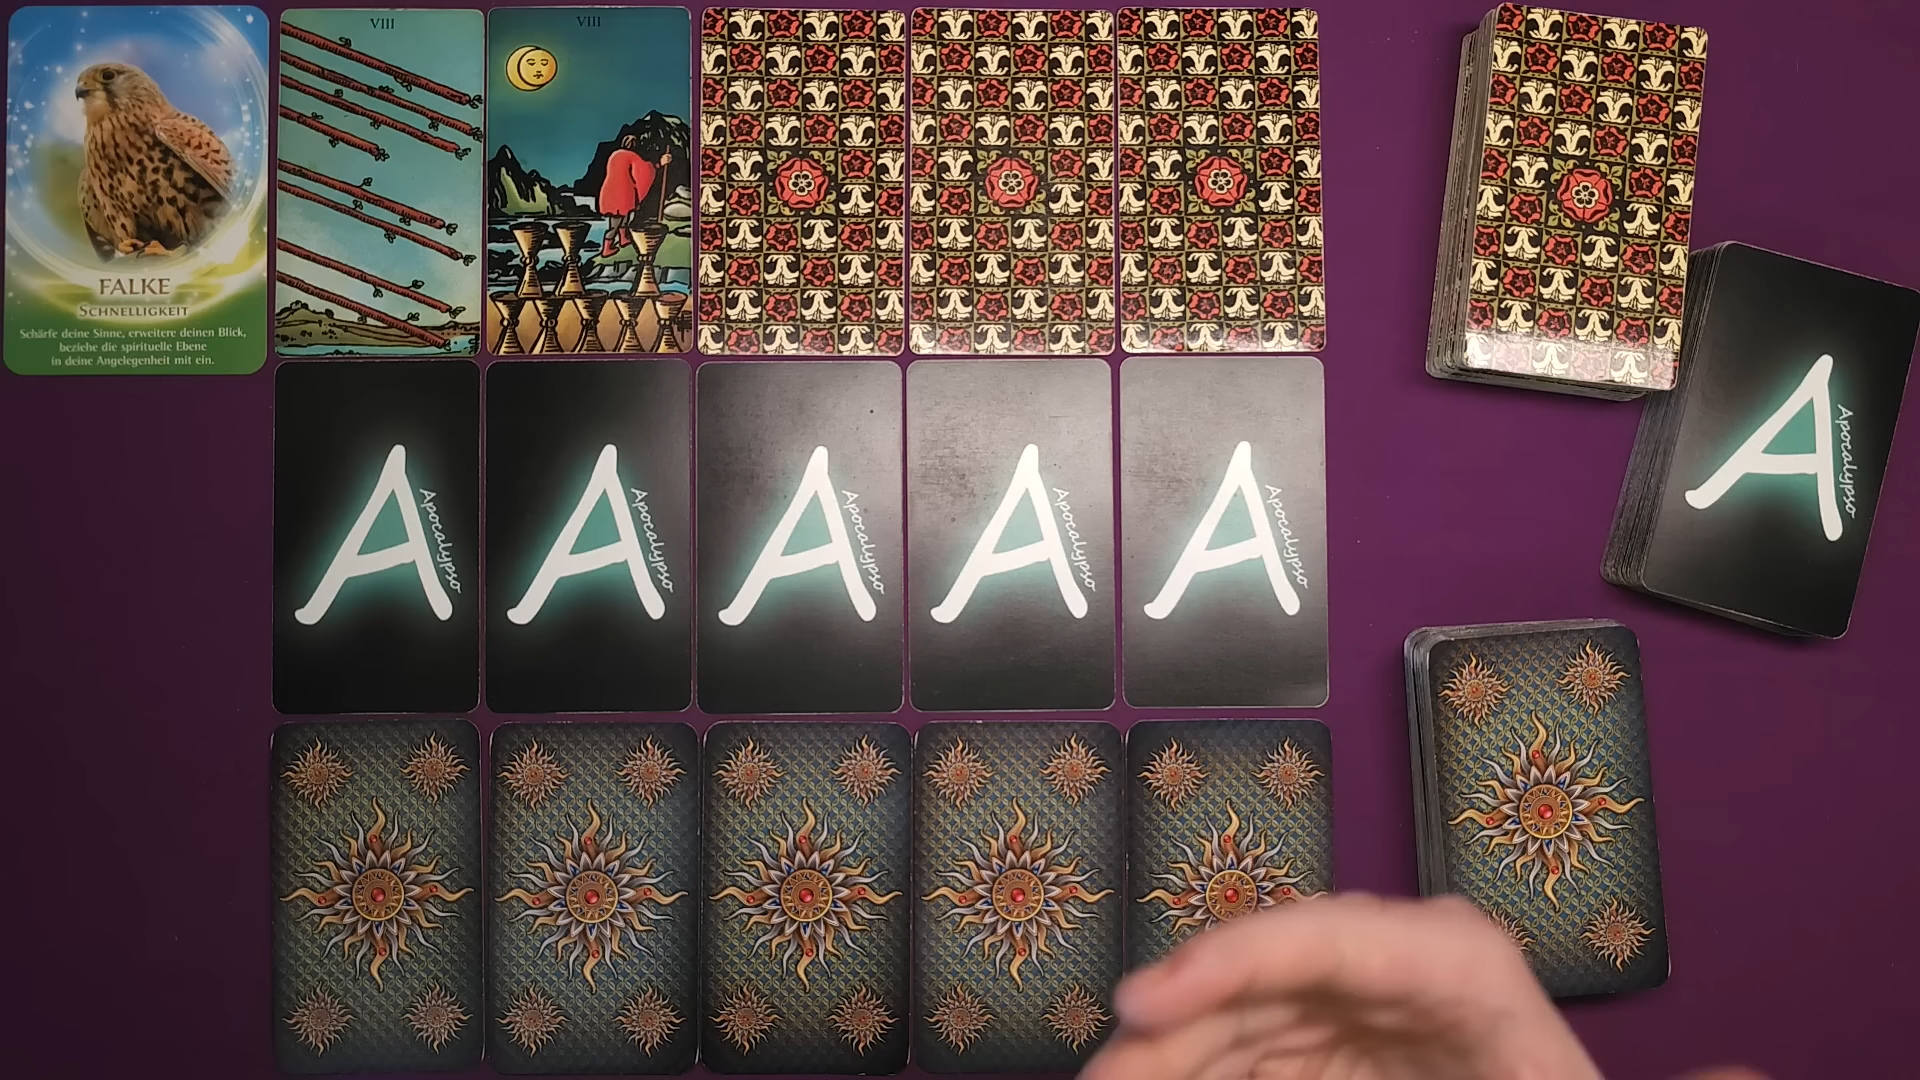 VIII
VIII
FALKE
SCHNELLIGKEIT
Schärfe deine Sinne, erweitere deinen Blick,
beziehe die spirituelle Ebene
in deine Angelegenheit mit ein.
A
Apocalypso
A
Apocalypso
A
Apocalypso
A
Apocalypso
A
Apocalypso
A
Apocalypso